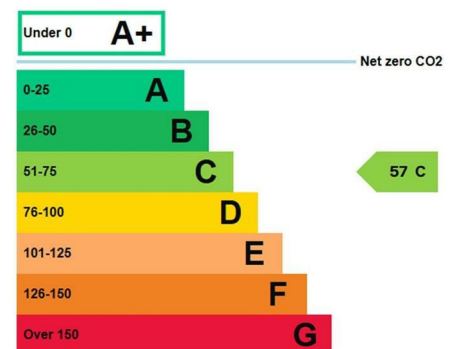 Under 0 A+
Net zero CO2
0-25 A
26-50 B
51-75 C 57 C
76-100 D
101-125 E
126-150 F
Over 150 G